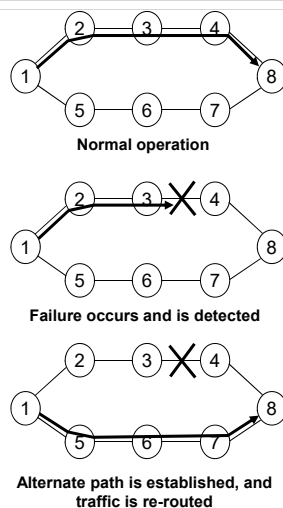 2 3 4
1 8
5 6 7
Normal operation
2 3 4
1 8
5 6 7
Failure occurs and is detected
2 3 4
1 8
5 6 7
Alternate path is established, and
traffic is re-routed